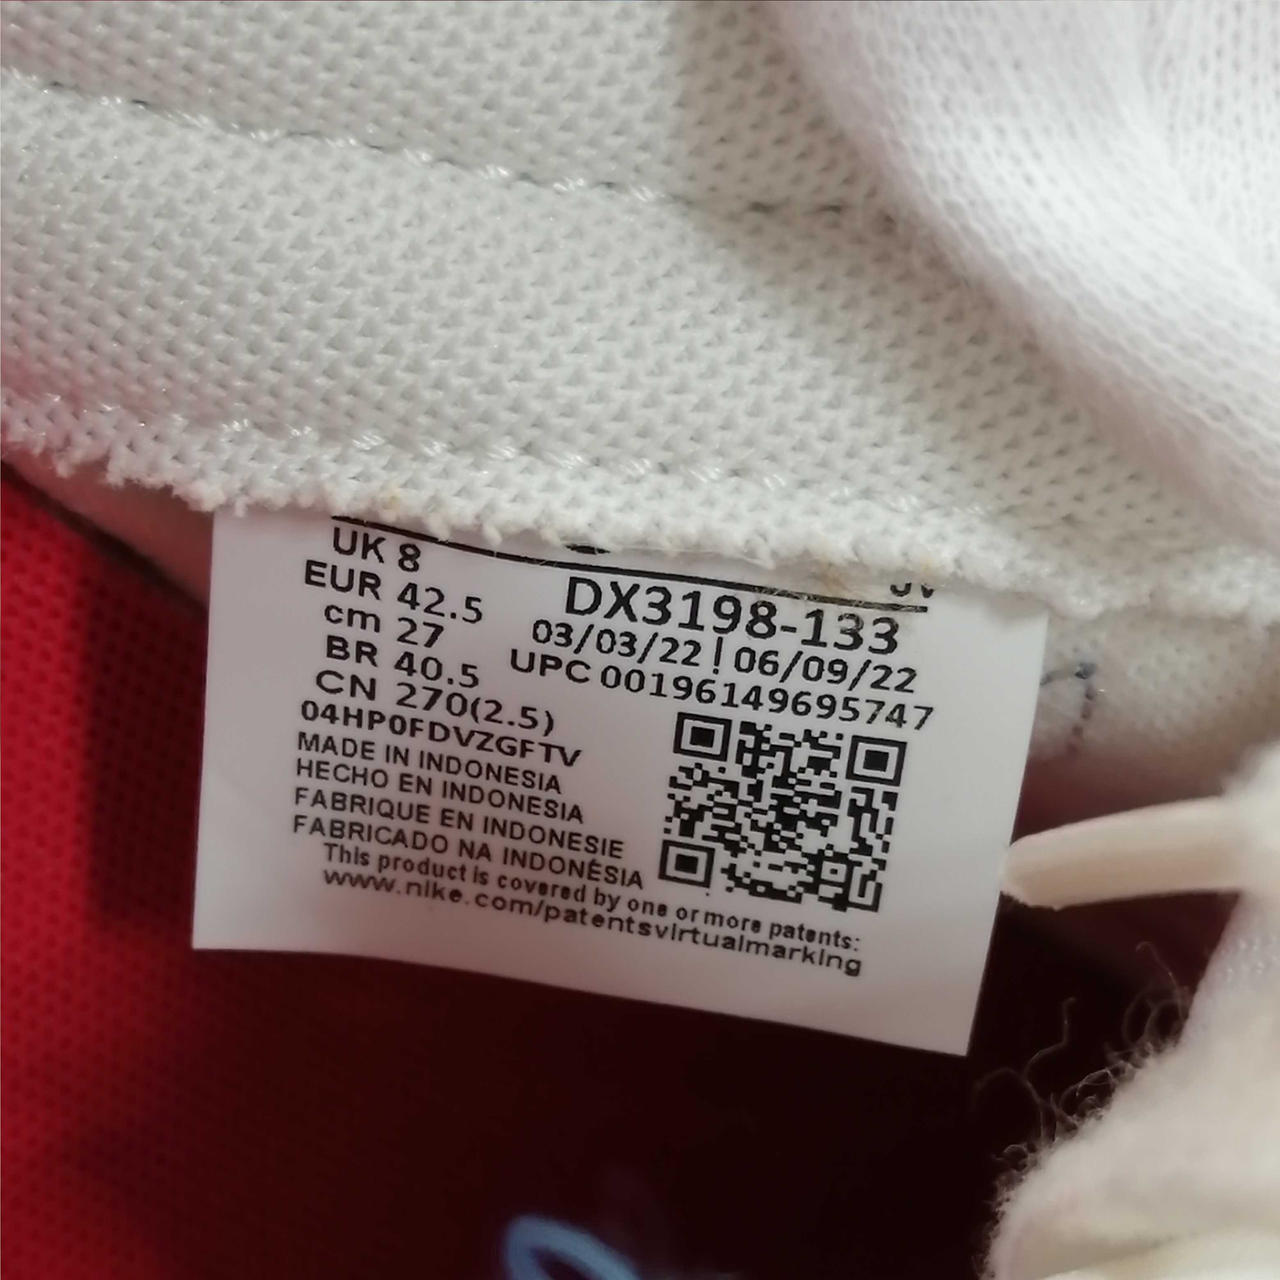 UK 8
EUR 42.5
cm 27
BR 40.5
CN 270(2.5)
04HP0FDVZGFTV
DX3198-133
03/03/22 | 06/09/22
UPC 00196149695747
MADE IN INDONESIA
HECHO EN INDONESIA
FABRIQUE EN INDONESIE
FABRICADO NA INDONÉSIA
This product is covered by one or more patents:
www.nike.com/patentsvirtualmarking